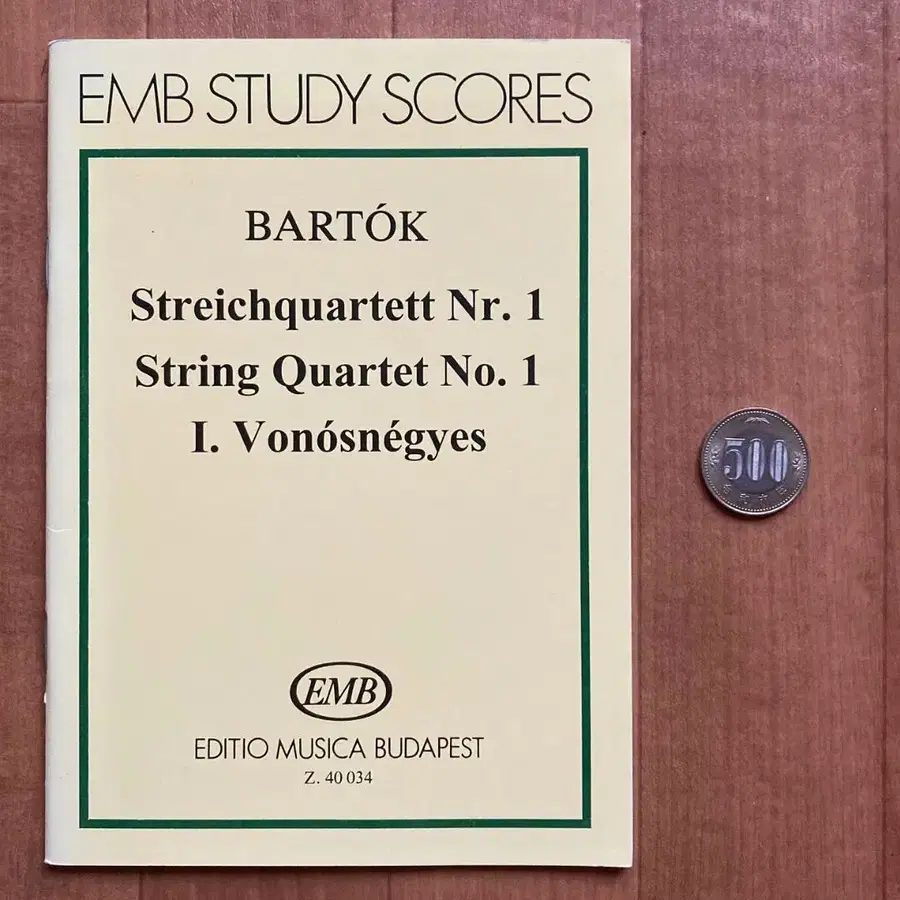 EMB STUDY SCORES
BARTÓK
Streichquartett Nr. 1
String Quartet No. 1
I. Vonósnégyes
EMB
EDITIO MUSICA BUDAPEST
Z. 40 034
500